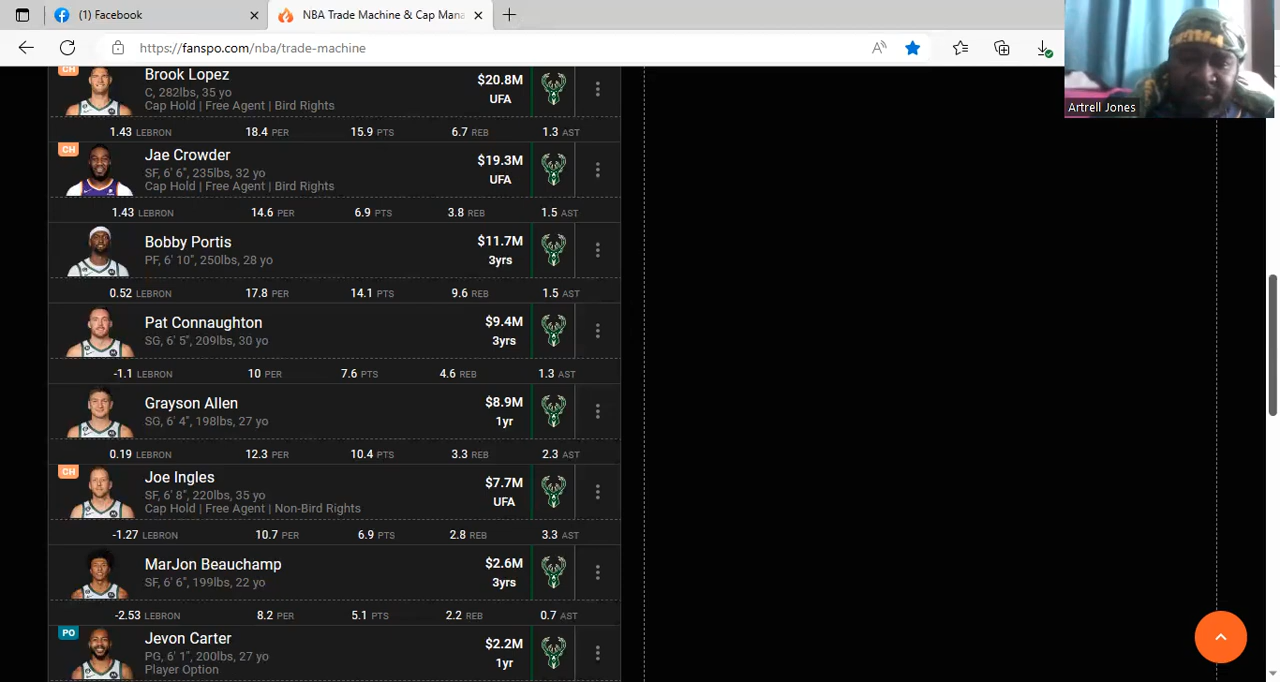 (1) Facebook
NBA Trade Machine & Cap Mana
https://fanspo.com/nba/trade-machine
Artrell Jones
CH
Brook Lopez
C, 282lbs, 35 yo
Cap Hold | Free Agent | Bird Rights
$20.8M
UFA
1.43 LEBRON 18.4 PER 15.9 PTS 6.7 REB 1.3 AST
CH
Jae Crowder
SF, 6' 6", 235lbs, 32 yo
Cap Hold | Free Agent | Bird Rights
$19.3M
UFA
1.43 LEBRON 14.6 PER 6.9 PTS 3.8 REB 1.5 AST
Bobby Portis
PF, 6' 10", 250lbs, 28 yo
$11.7M
3yrs
0.52 LEBRON 17.8 PER 14.1 PTS 9.6 REB 1.5 AST
Pat Connaughton
SG, 6' 5", 209lbs, 30 yo
$9.4M
3yrs
-1.1 LEBRON 10 PER 7.6 PTS 4.6 REB 1.3 AST
Grayson Allen
SG, 6' 4", 198lbs, 27 yo
$8.9M
1yr
0.19 LEBRON 12.3 PER 10.4 PTS 3.3 REB 2.3 AST
CH
Joe Ingles
SF, 6' 8", 220lbs, 35 yo
Cap Hold | Free Agent | Non-Bird Rights
$7.7M
UFA
-1.27 LEBRON 10.7 PER 6.9 PTS 2.8 REB 3.3 AST
MarJon Beauchamp
SF, 6' 6", 199lbs, 22 yo
$2.6M
3yrs
-2.53 LEBRON 8.2 PER 5.1 PTS 2.2 REB 0.7 AST
PO
Jevon Carter
PG, 6' 1", 200lbs, 27 yo
Player Option
$2.2M
1yr